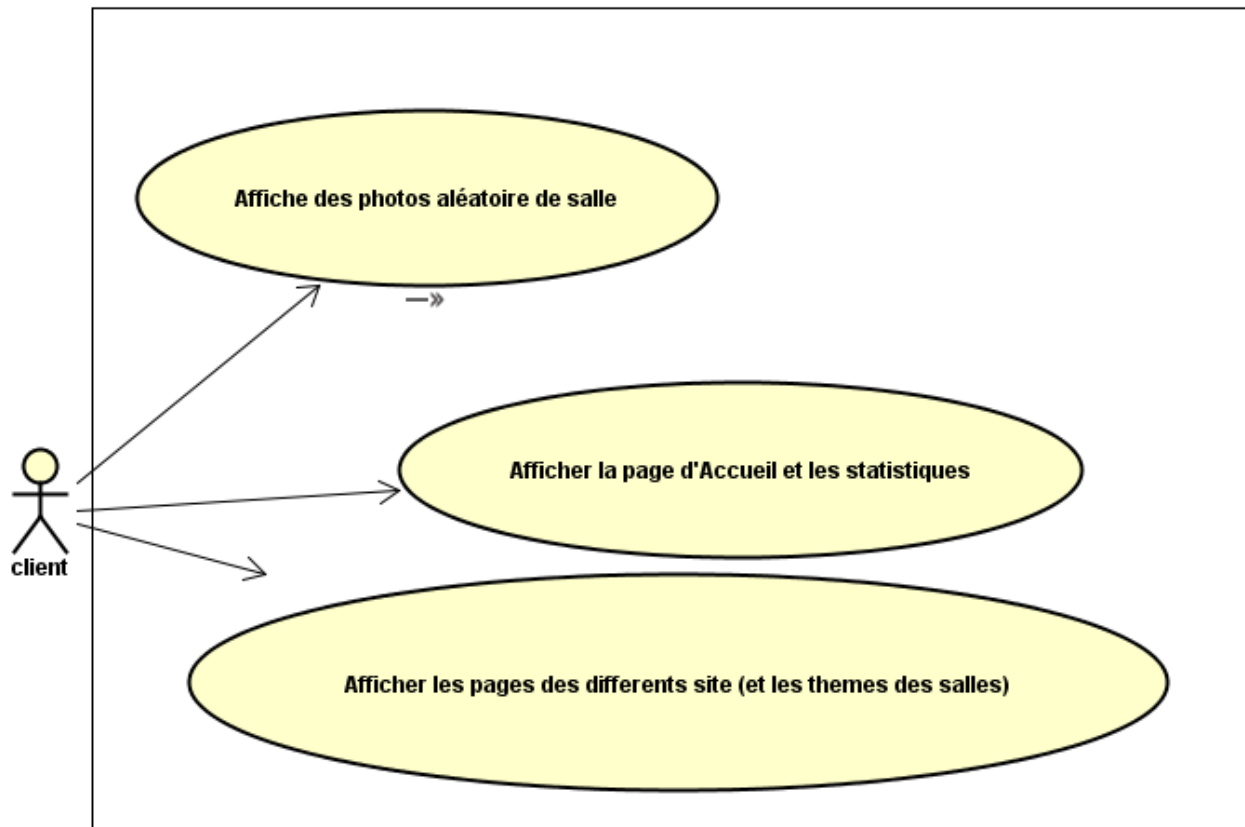 Affiche des photos aléatoire de salle
Afficher la page d'Accueil et les statistiques
client
Afficher les pages des differents site (et les themes des salles)